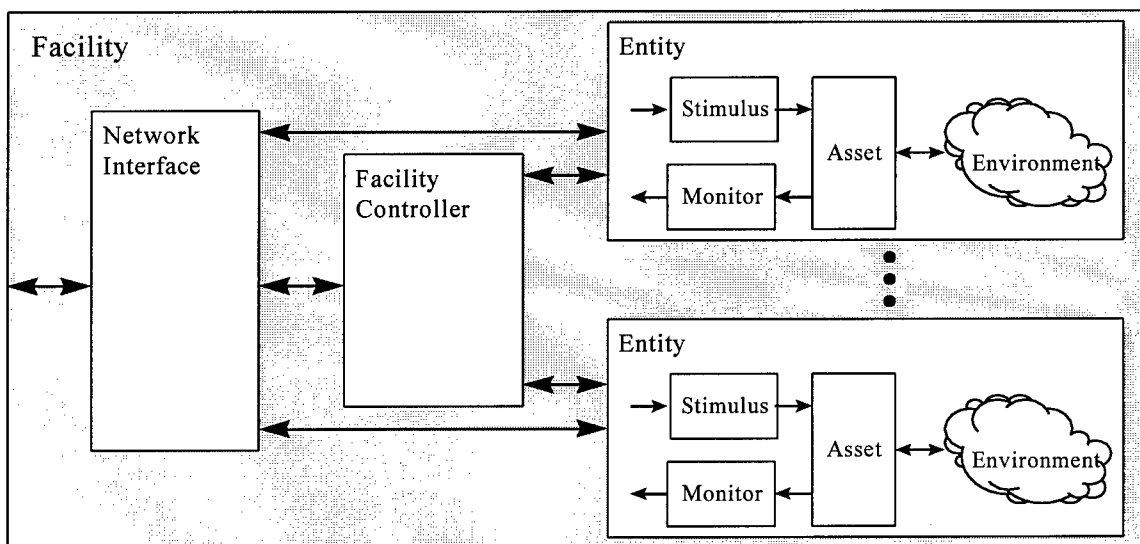 Facility
Network
Interface
Facility
Controller
Entity
Stimulus
Monitor
Asset
Environment
Entity
Stimulus
Monitor
Asset
Environment